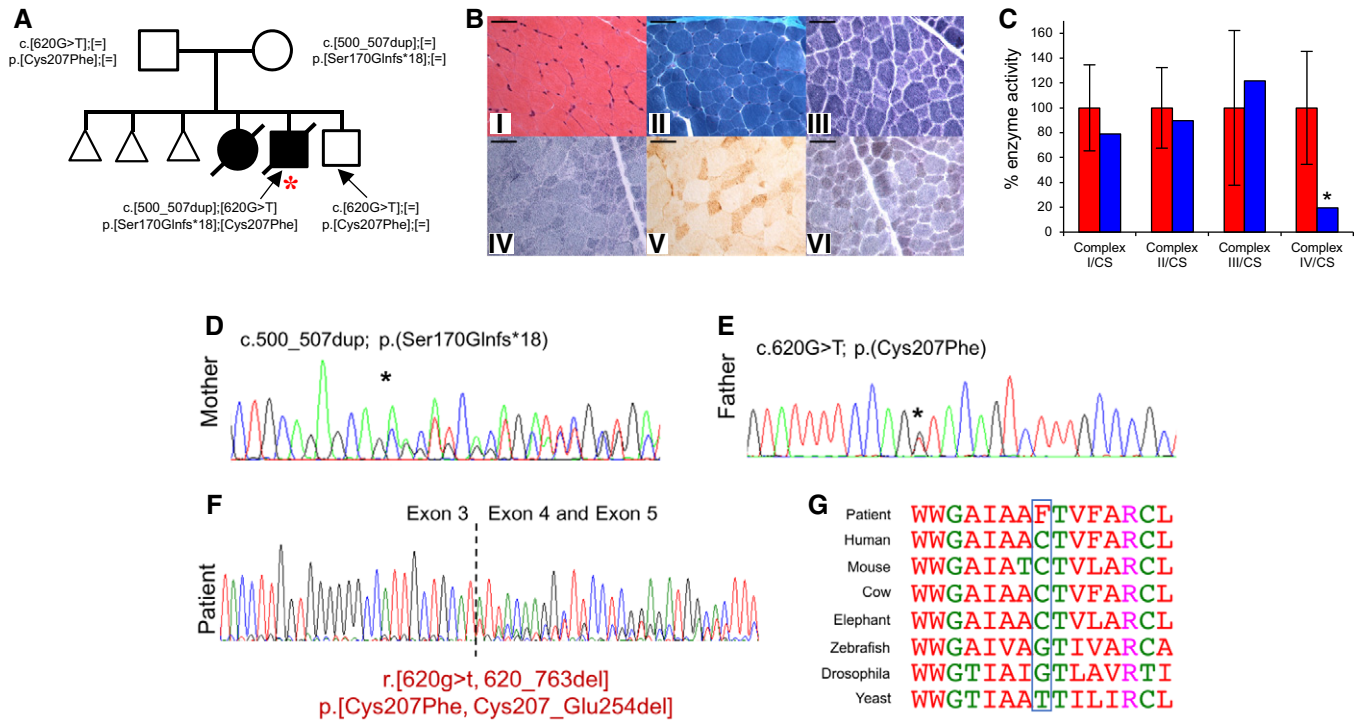 A
c.[620G>T];[=]
p.[Cys207Phe];[=]
c.[500_507dup];[=]
p.[Ser170Glnfs*18];[=]
*
c.[500_507dup];[620G>T]
p.[Ser170Glnfs*18];[Cys207Phe]
c.[620G>T];[=]
p.[Cys207Phe];[=]
B
I
II
III
IV
V
VI
C
% enzyme activity
160
140
120
100
80
60
40
20
0
*
Complex I/CS
Complex II/CS
Complex III/CS
Complex IV/CS
D
Mother
c.500_507dup; p.(Ser170Glnfs*18)
*
E
Father
c.620G>T; p.(Cys207Phe)
*
F
Patient
Exon 3
Exon 4 and Exon 5
r.[620g>t, 620_763del]
p.[Cys207Phe, Cys207_Glu254del]
G
Patient WWGAIAAFTVFARCL
Human WWGAIAACTVFARCL
Mouse WWGAIATCTVLARCL
Cow WWGAIAACTVFARCL
Elephant WWGAIAACTVLARCL
Zebrafish WWGAIVAGTIVARCA
Drosophila WWGTIAIGTLAVRTI
Yeast WWGTIAATTILIRCL